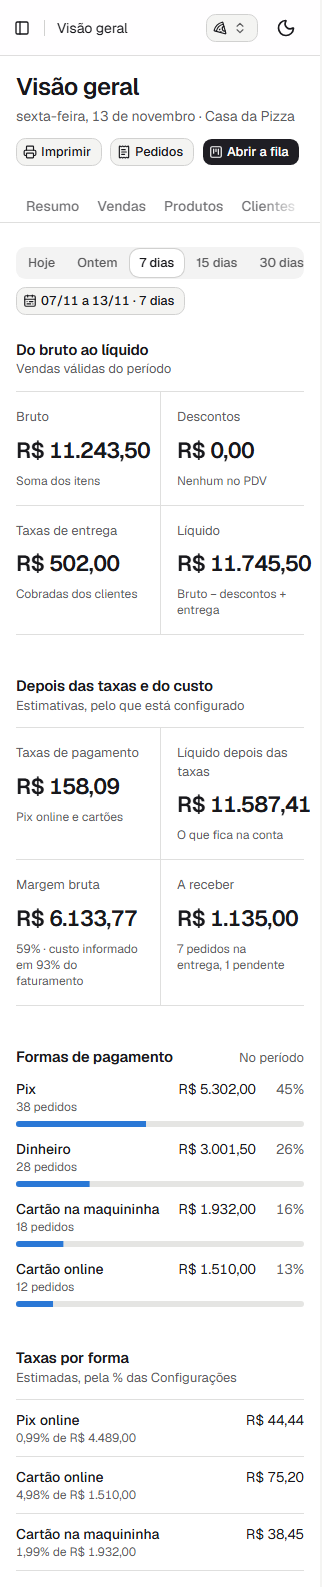 Visão geral
Visão geral
sexta-feira, 13 de novembro · Casa da Pizza
Imprimir
Pedidos
Abrir a fila
Resumo Vendas Produtos Clientes
Hoje Ontem 7 dias 15 dias 30 dias
07/11 a 13/11 · 7 dias
Do bruto ao líquido
Vendas válidas do período
Bruto
R$ 11.243,50
Soma dos itens
Descontos
R$ 0,00
Nenhum no PDV
Taxas de entrega
R$ 502,00
Cobradas dos clientes
Líquido
R$ 11.745,50
Bruto − descontos +
entrega
Depois das taxas e do custo
Estimativas, pelo que está configurado
Taxas de pagamento
R$ 158,09
Pix online e cartões
Líquido depois das
taxas
R$ 11.587,41
O que fica na conta
Margem bruta
R$ 6.133,77
59% · custo informado
em 93% do
faturamento
A receber
R$ 1.135,00
7 pedidos na
entrega, 1 pendente
Formas de pagamento No período
Pix R$ 5.302,00 45%
38 pedidos
Dinheiro R$ 3.001,50 26%
28 pedidos
Cartão na maquininha R$ 1.932,00 16%
18 pedidos
Cartão online R$ 1.510,00 13%
12 pedidos
Taxas por forma
Estimadas, pela % das Configurações
Pix online R$ 44,44
0,99% de R$ 4.489,00
Cartão online R$ 75,20
4,98% de R$ 1.510,00
Cartão na maquininha R$ 38,45
1,99% de R$ 1.932,00